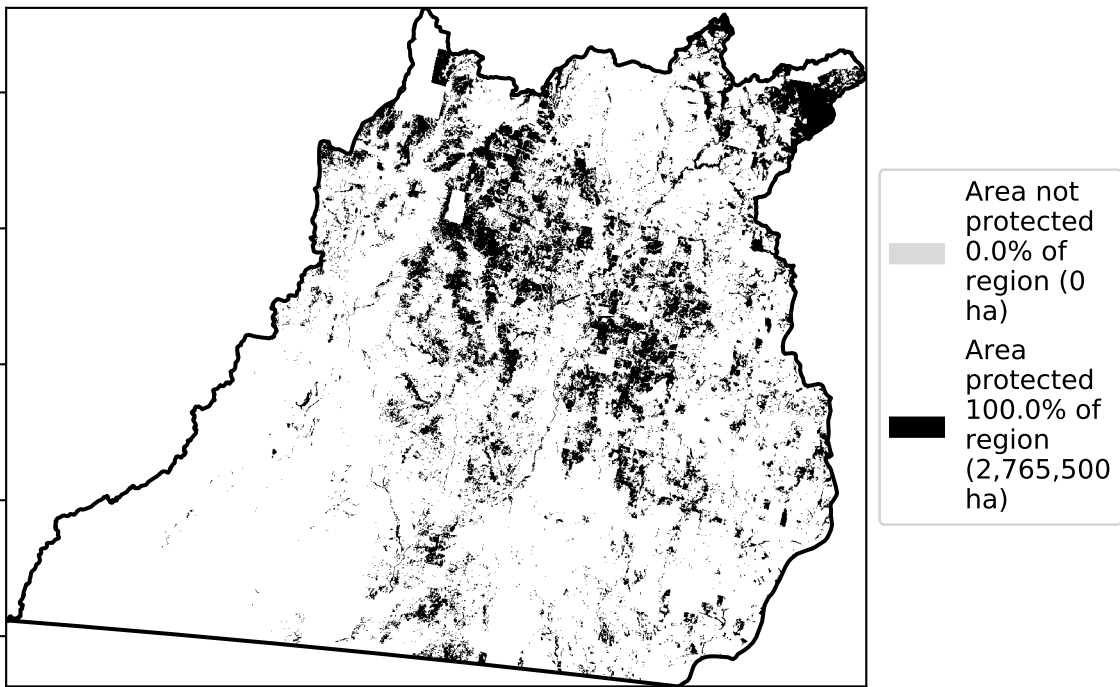 Area not
protected
0.0% of
region (0
ha)
Area
protected
100.0% of
region
(2,765,500
ha)